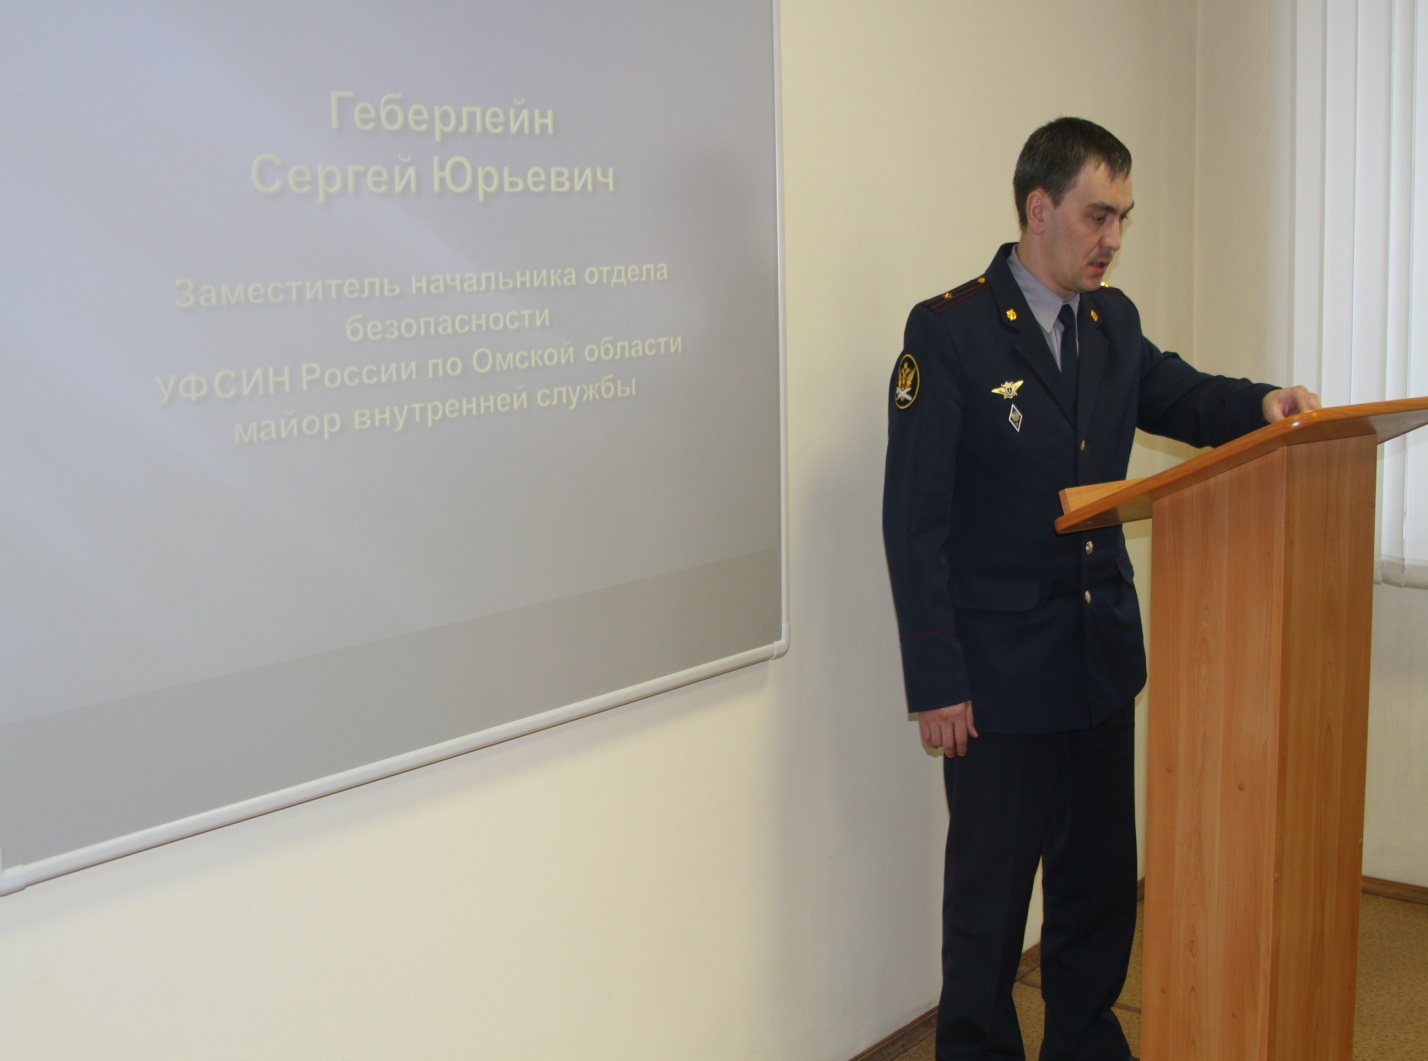 Геберлейн
Сергей Юрьевич
Заместитель начальника отдела
безопасности
УФСИН России по Омской области
майор внутренней службы